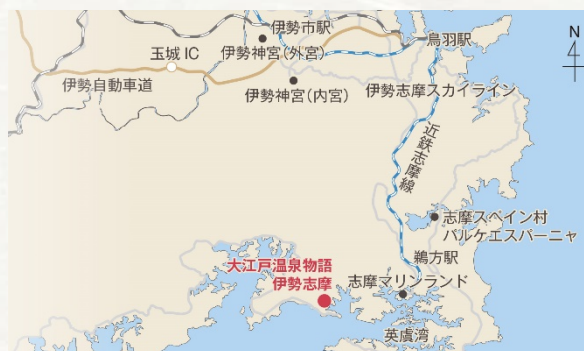 伊勢市駅
鳥羽駅
N
玉城 IC
伊勢神宮(外宮)
伊勢自動車道
伊勢神宮(内宮)
伊勢志摩スカイライン
近鉄志摩線
志摩スペイン村
パルケエスパーニャ
鵜方駅
大江戸温泉物語
伊勢志摩
志摩マリンランド
英虞湾